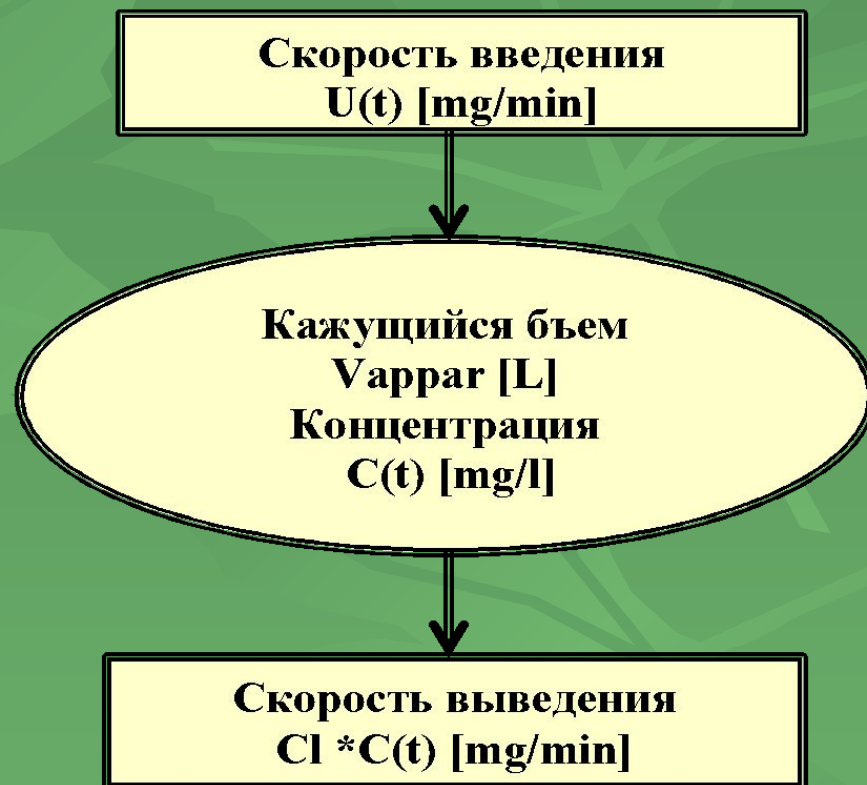 Скорость введения
U(t) [mg/min]
Кажущийся бъем
Vappar [L]
Концентрация
C(t) [mg/l]
Скорость выведения
Cl *C(t) [mg/min]